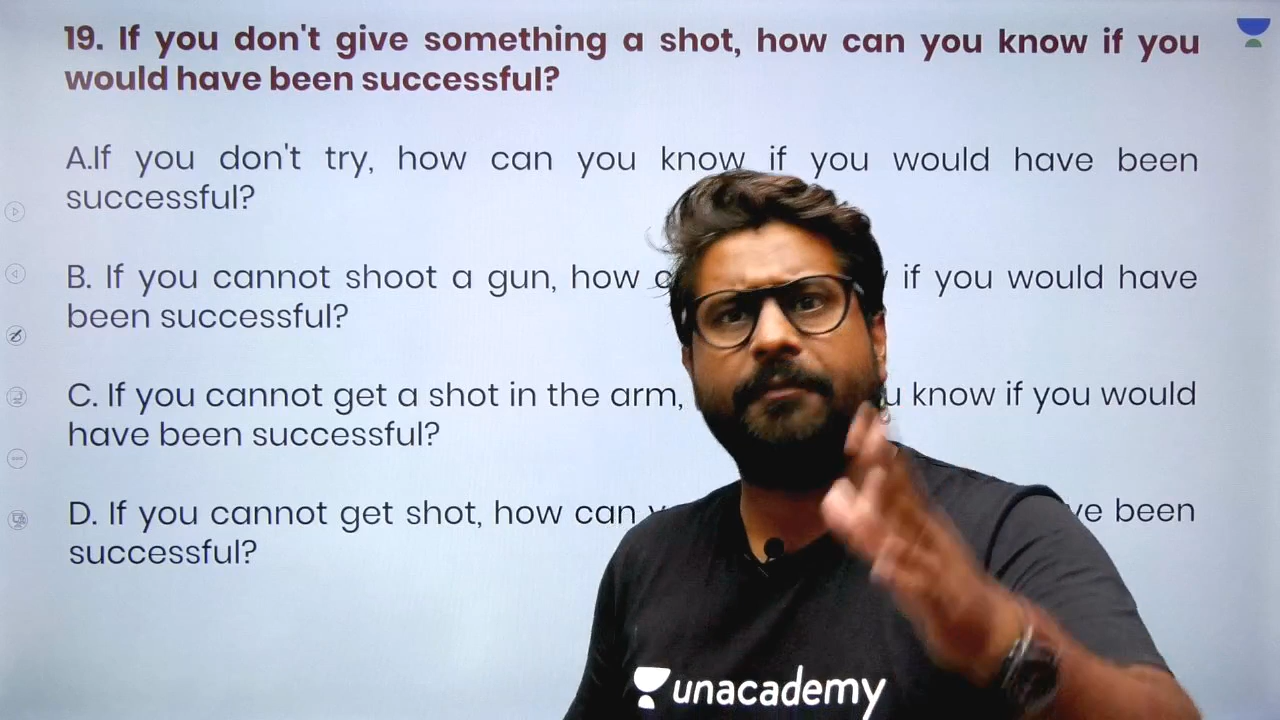 19. If you don't give something a shot, how can you know if you
would have been successful?
A.If you don't try, how can you know if you would have been
successful?
B. If you cannot shoot a gun, how if you would have
been successful?
C. If you cannot get a shot in the arm, know if you would
have been successful?
D. If you cannot get shot, how can been
successful?
unacademy